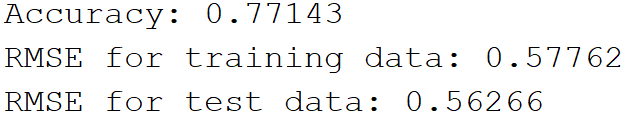 Accuracy: 0.77143
RMSE for training data: 0.57762
RMSE for test data: 0.56266